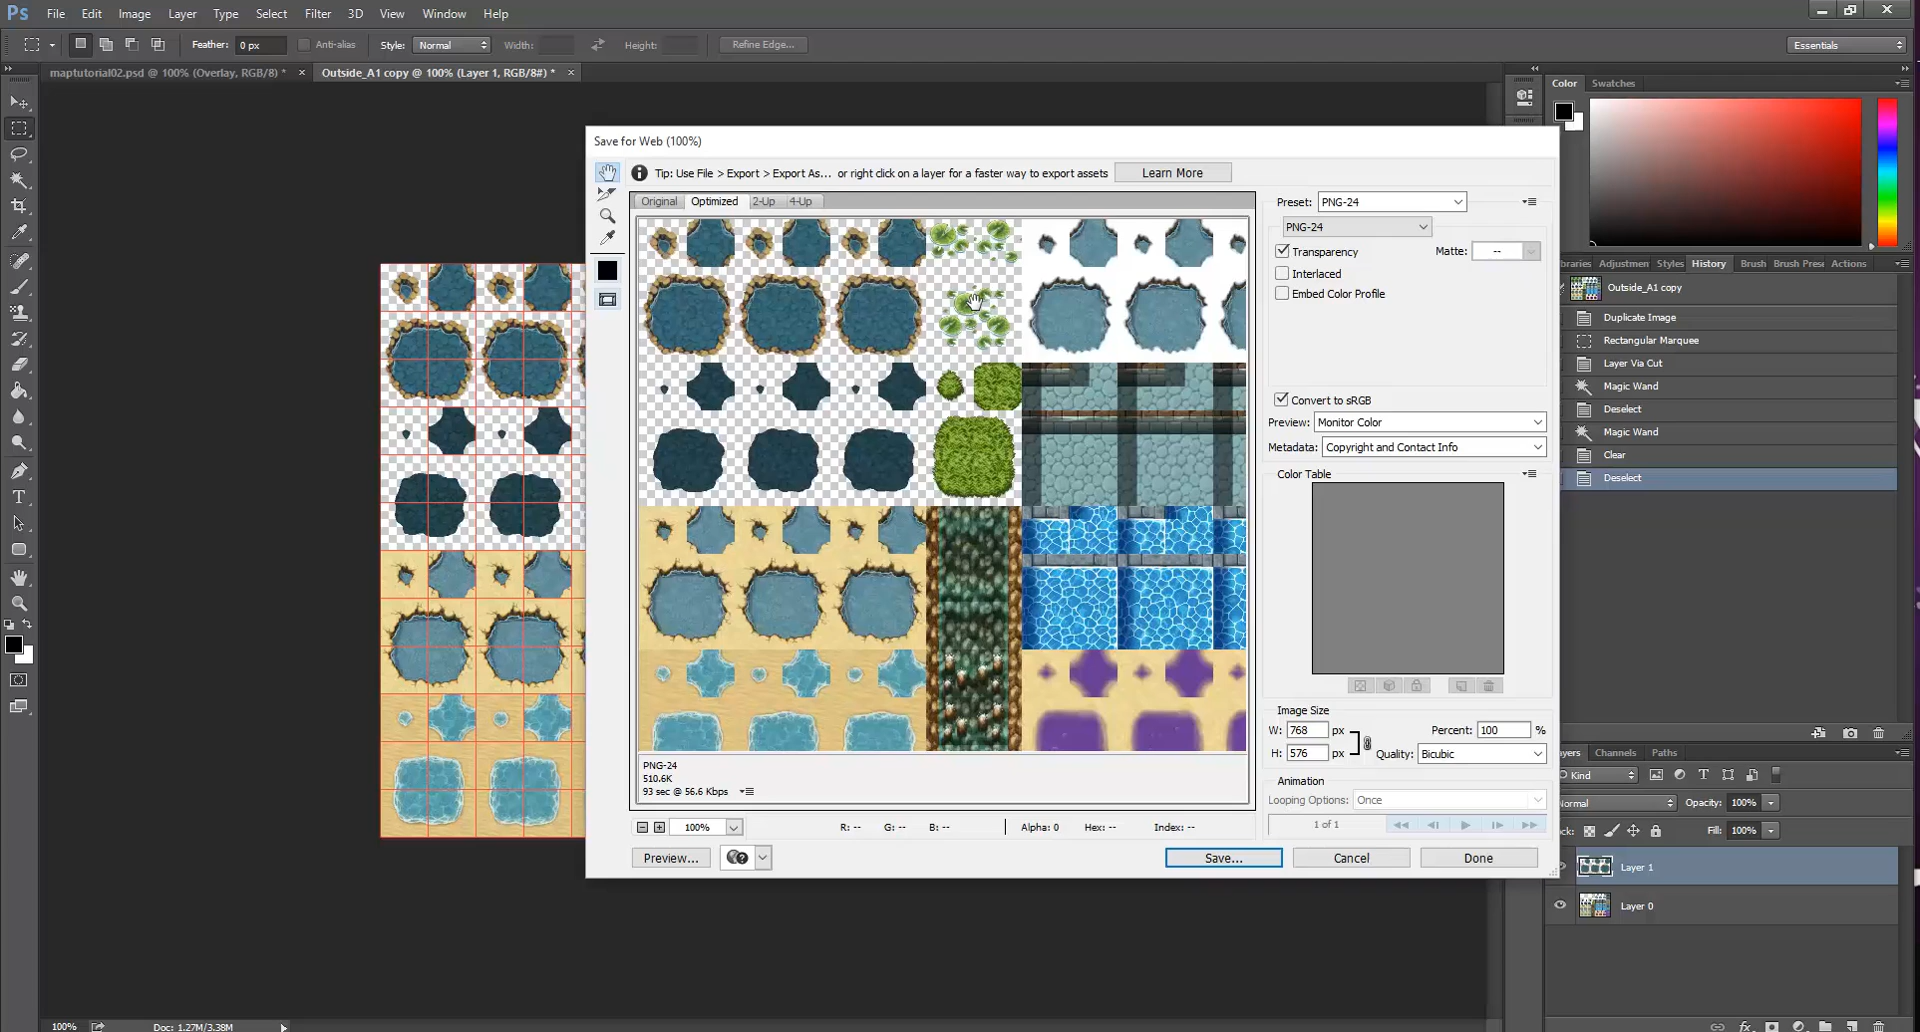 Ps File Edit Image Layer Type Select Filter 3D View Window Help
Feather: 0 px Anti-alias Style: Normal Width: Height: Refine Edge... Essentials
maptutorial02.psd @ 100% (Overlay, RGB/8) * × Outside_A1 copy @ 100% (Layer 1, RGB/8#) * ×
Color Swatches
Save for Web (100%)
Tip: Use File > Export > Export As... or right click on a layer for a faster way to export assets Learn More
Original Optimized 2-Up 4-Up
Preset: PNG-24
PNG-24
Transparency Matte: --
Interlaced
Embed Color Profile
Convert to sRGB
Preview: Monitor Color
Metadata: Copyright and Contact Info
Color Table
Image Size
W: 768 px Percent: 100 %
H: 576 px Quality: Bicubic
Animation
Looping Options: Once
1 of 1
PNG-24
510.6K
93 sec @ 56.6 Kbps
100% R: -- G: -- B: -- Alpha: 0 Hex: -- Index: --
Preview... Save... Cancel Done
braries Adjustmen Styles History Brush Brush Pres Actions
Outside_A1 copy
Duplicate Image
Rectangular Marquee
Layer Via Cut
Magic Wand
Deselect
Magic Wand
Clear
Deselect
ayers Channels Paths
Kind
Normal Opacity: 100%
ck: Fill: 100%
Layer 1
Layer 0
100% Doc: 1.27M/3.38M